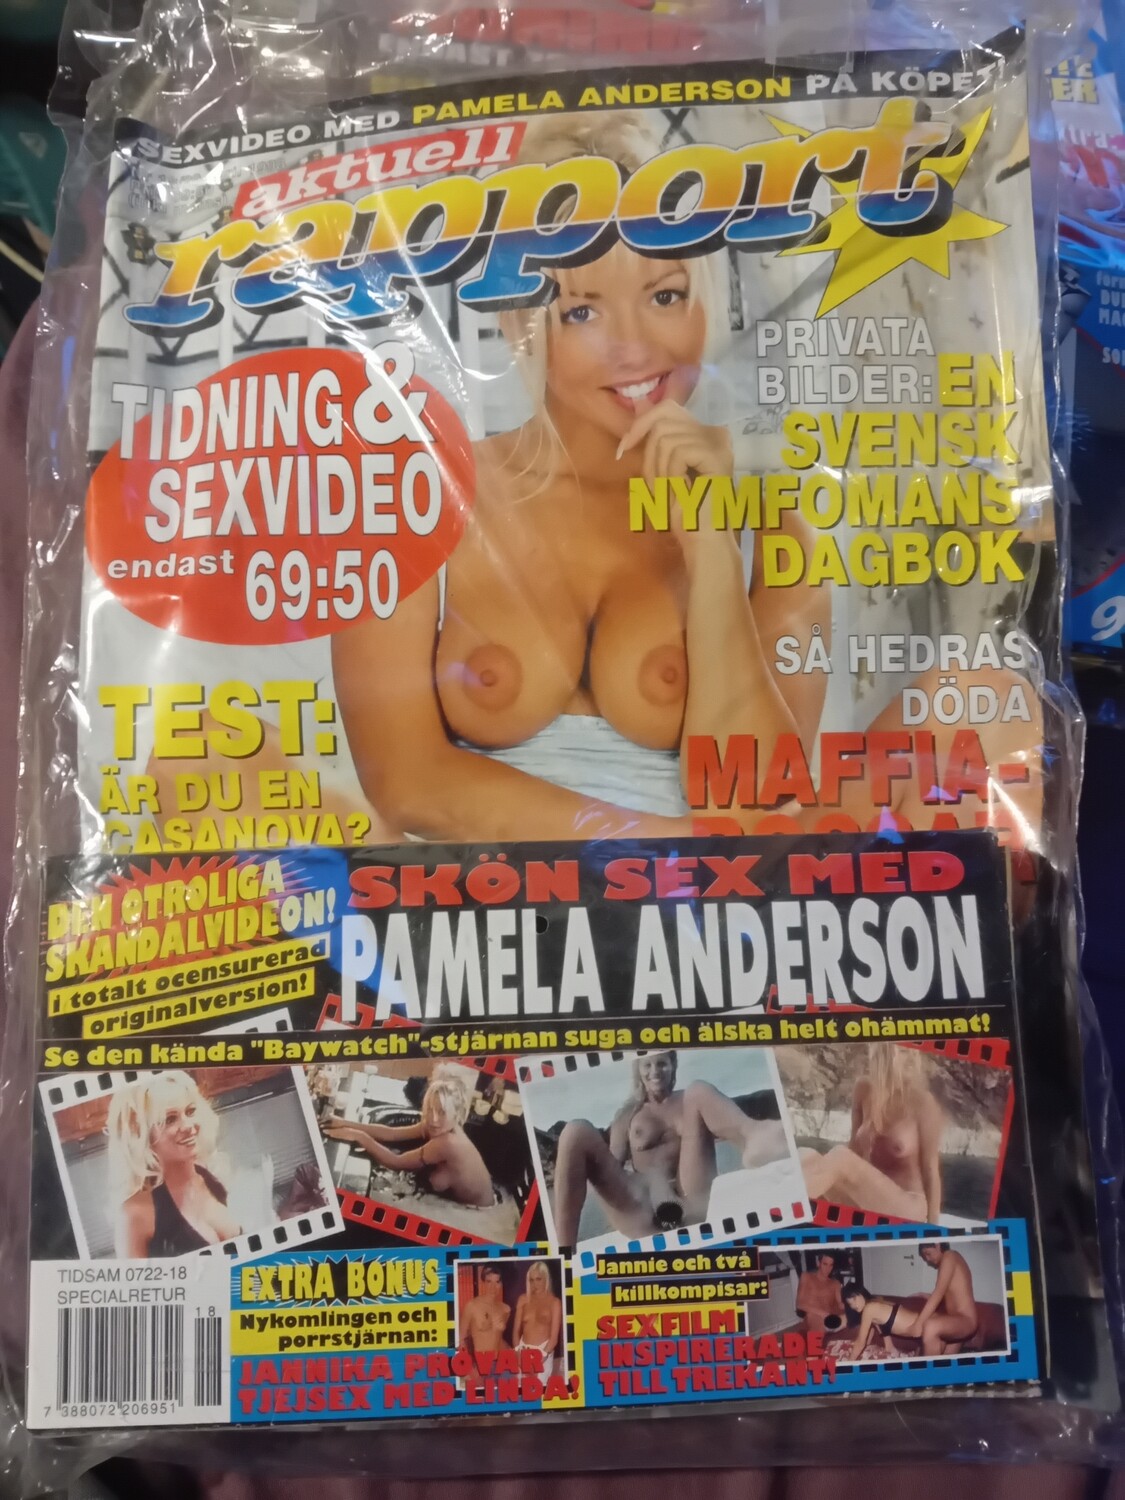 SEXVIDEO MED PAMELA ANDERSON PÅ KÖPET
aktuell
rapport
TIDNING &
SEXVIDEO
endast 69:50
PRIVATA
BILDER: EN
SVENSK
NYMFOMANS
DAGBOK
SÅ HEDRAS
DÖDA
MAFFIA-
TEST:
ÄR DU EN
CASANOVA?
DEN OTROLIGA
SKANDALVIDEON!
i totalt ocensurerad
originalversion!
SKÖN SEX MED
PAMELA ANDERSON
Se den kända "Baywatch"-stjärnan suga och älska helt ohämmat!
TIDSAM 0722-18
SPECIALRETUR
18
7 388072 206951
EXTRA BONUS
Nykomlingen och
porrstjärnan:
JANNIKA PRÖVAR
TJEJSEX MED LINDA!
Jannie och två
killkompisar:
SEXFILM
INSPIRERADE
TILL TREKANT!